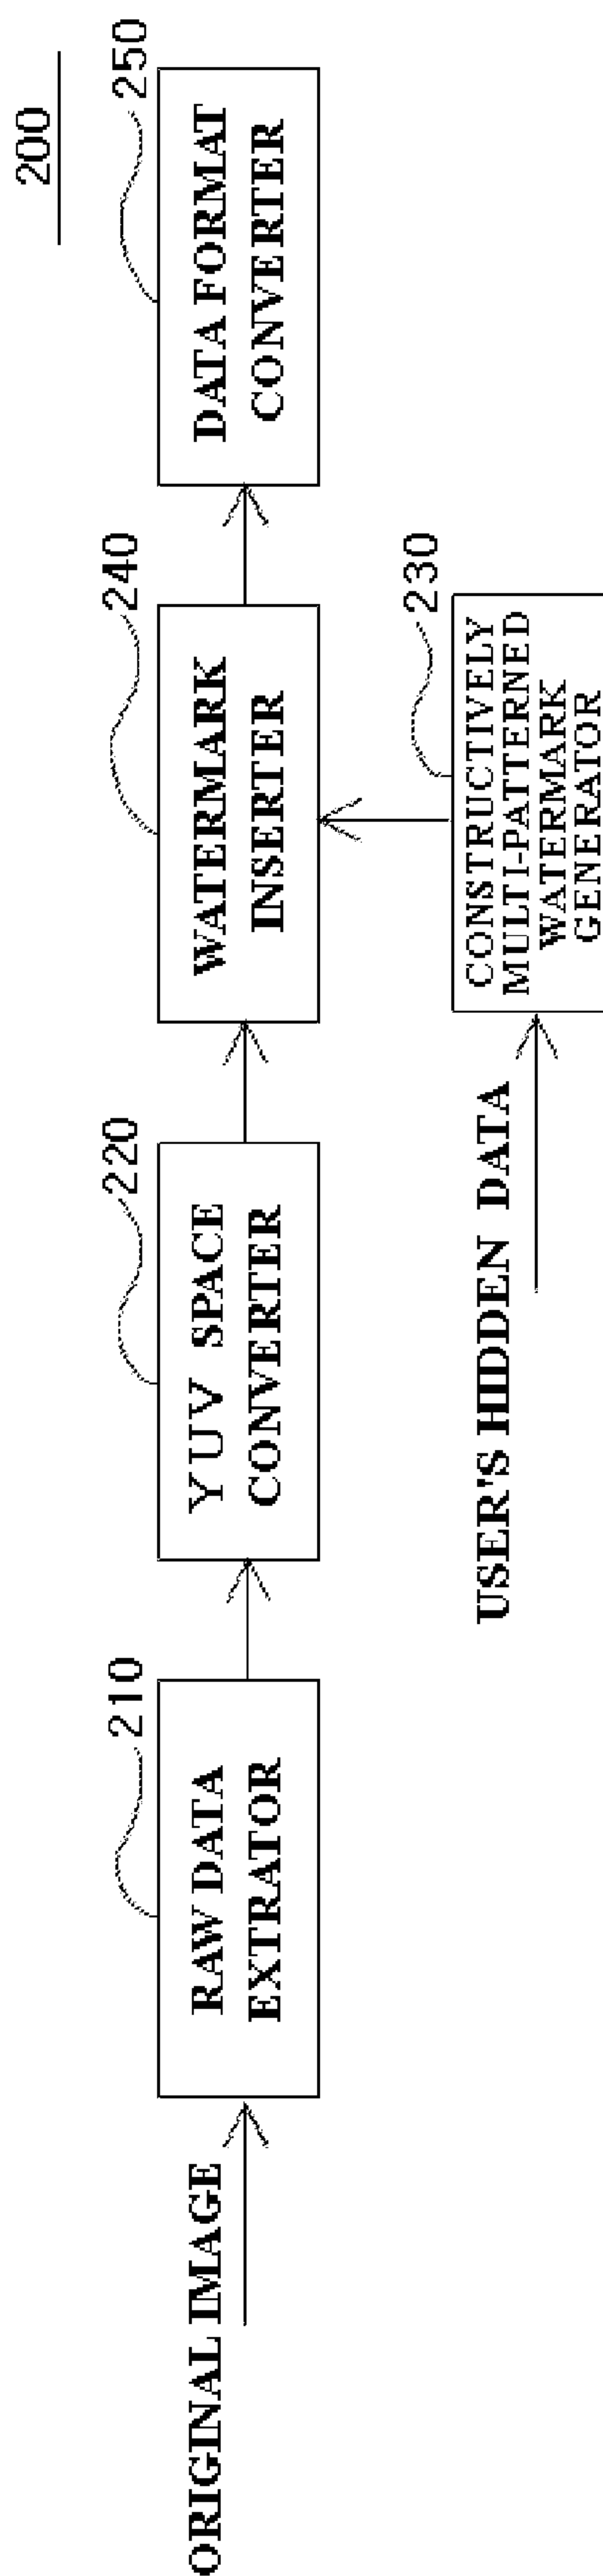 200
210
220
240
250
ORIGINAL IMAGE
RAW DATA
EXTRATOR
YUV SPACE
CONVERTER
WATERMARK
INSERTER
DATA FORMAT
CONVERTER
230
USER'S HIDDEN DATA
CONSTRUCTIVELY
MULTI-PATTERNED
WATERMARK
GENERATOR